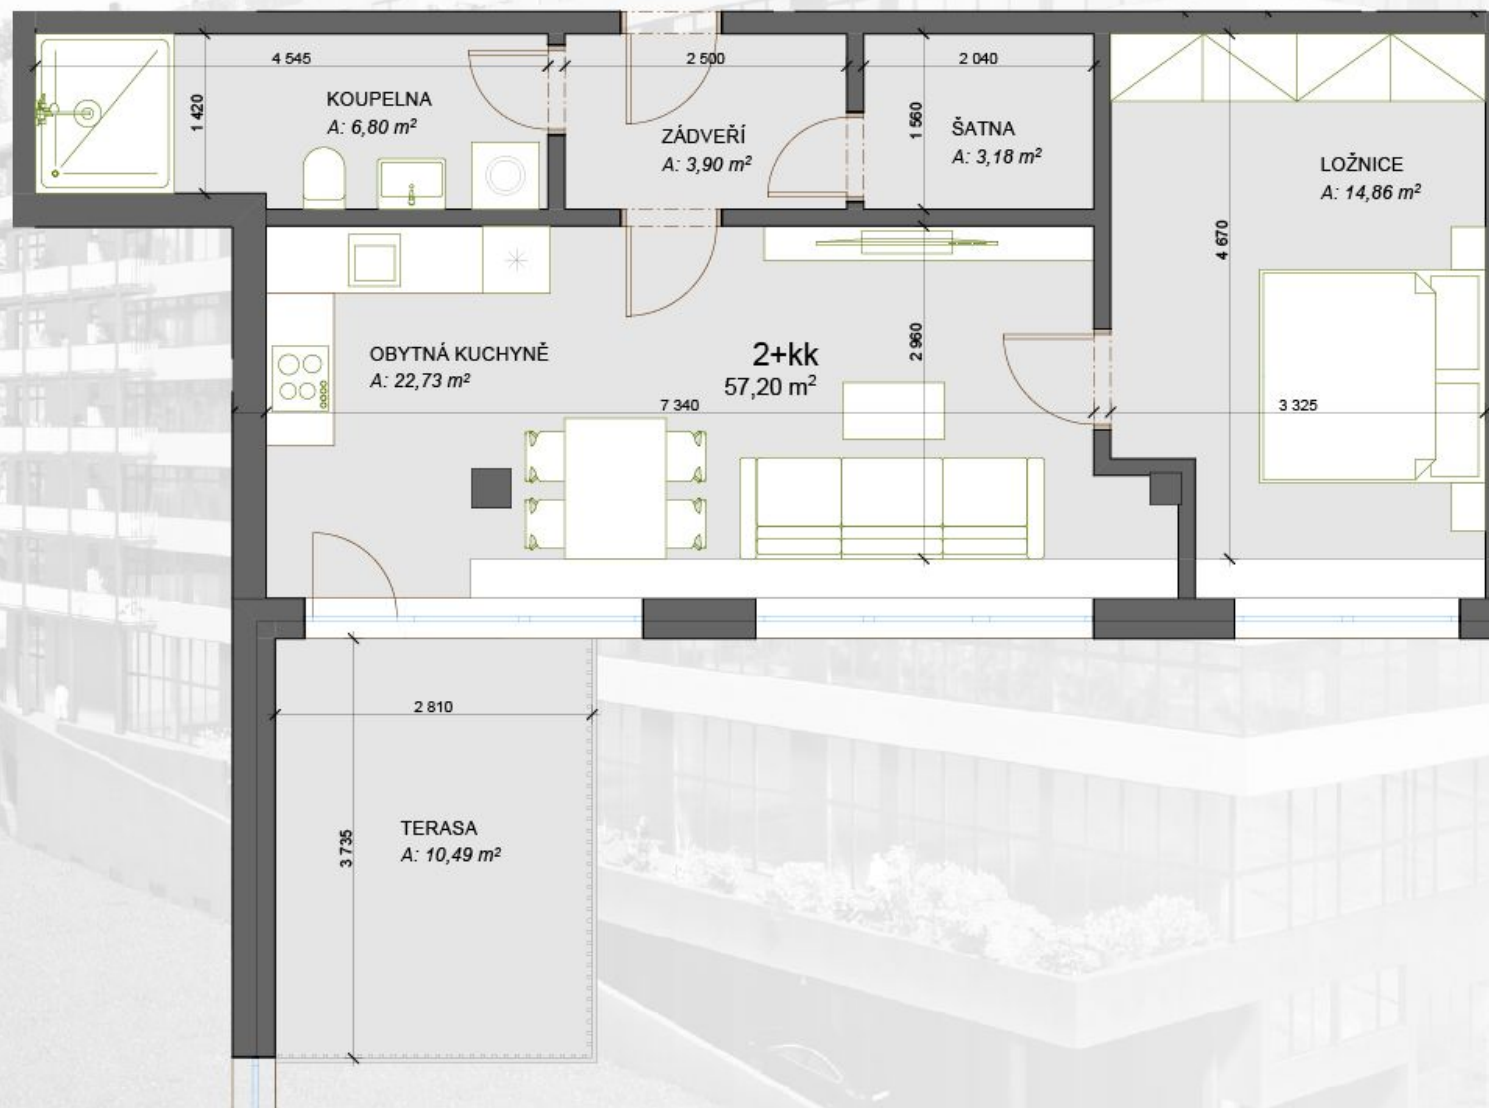 4 545
2 500
2 040
1 420
KOUPELNA
A: 6,80 m²
ZÁDVEŘÍ
A: 3,90 m²
1 560
ŠATNA
A: 3,18 m²
LOŽNICE
A: 14,86 m²
4 670
OBYTNÁ KUCHYNĚ
A: 22,73 m²
2+kk
57,20 m²
2 960
7 340
3 325
2 810
3 735
TERASA
A: 10,49 m²